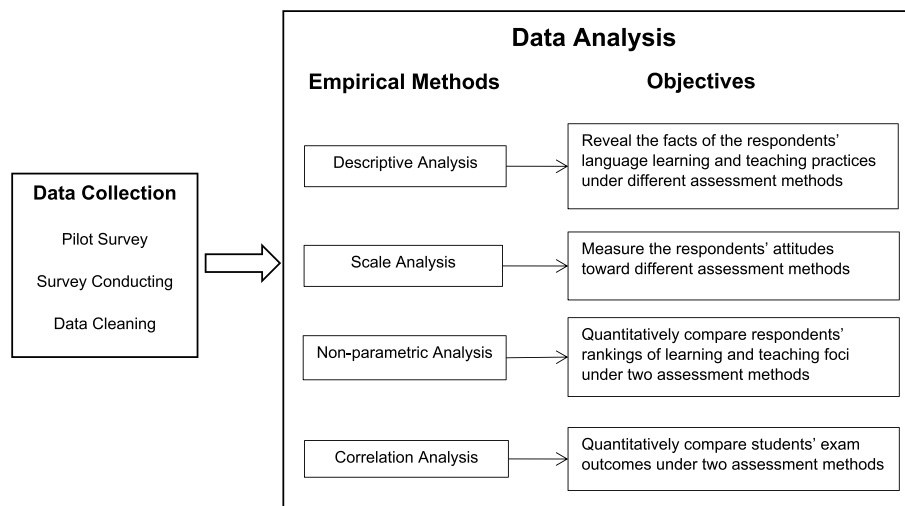 Data Collection
Pilot Survey
Survey Conducting
Data Cleaning
Data Analysis
Empirical Methods
Objectives
Descriptive Analysis
Reveal the facts of the respondents’
language learning and teaching practices
under different assessment methods
Scale Analysis
Measure the respondents’ attitudes
toward different assessment methods
Non-parametric Analysis
Quantitatively compare respondents’
rankings of learning and teaching foci
under two assessment methods
Correlation Analysis
Quantitatively compare students’ exam
outcomes under two assessment methods